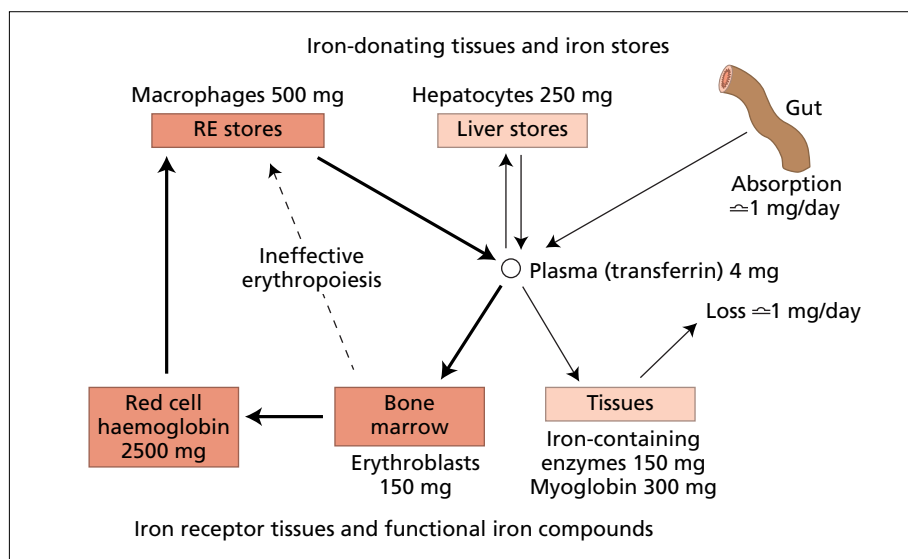 Iron-donating tissues and iron stores
Macrophages 500 mg
RE stores
Hepatocytes 250 mg
Liver stores
Gut
Absorption
≏1 mg/day
Ineffective
erythropoiesis
Plasma (transferrin) 4 mg
Loss ≏1 mg/day
Red cell
haemoglobin
2500 mg
Bone
marrow
Erythroblasts
150 mg
Tissues
Iron-containing
enzymes 150 mg
Myoglobin 300 mg
Iron receptor tissues and functional iron compounds